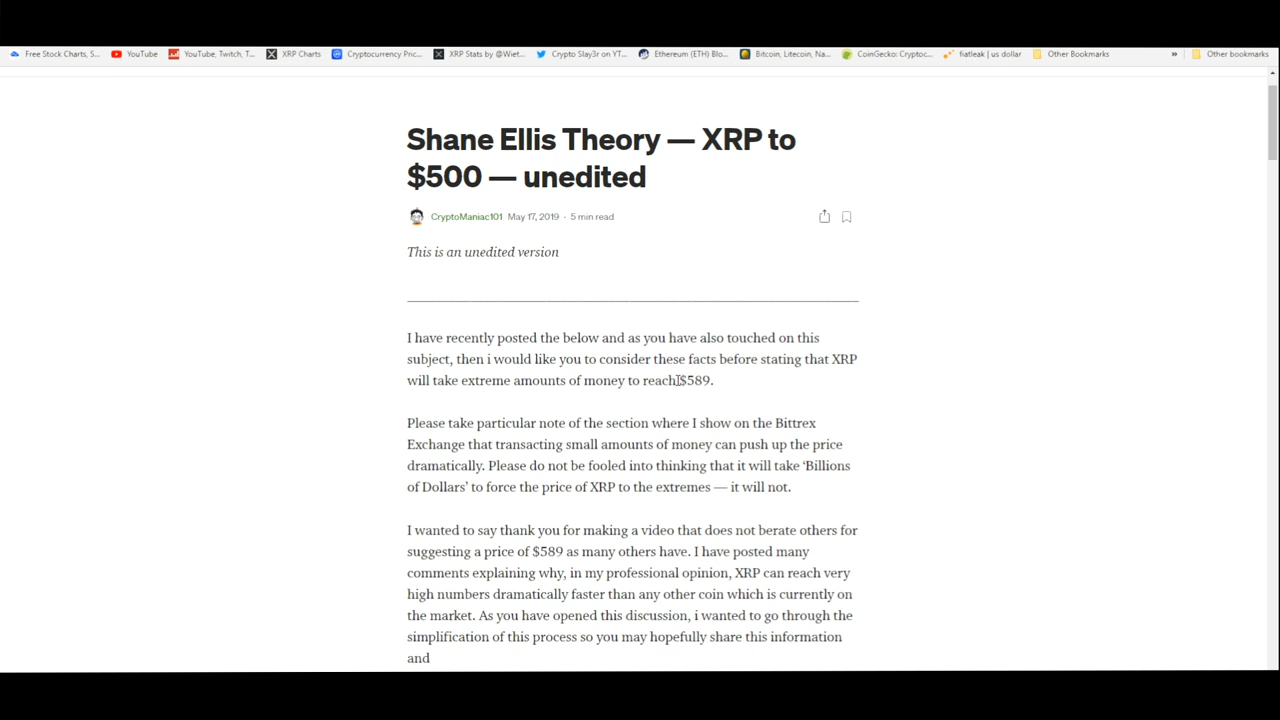 Free Stock Charts, S... YouTube YouTube, Twitch, T... XRP Charts Cryptocurrency Pric... XRP Stats by @Wiet... Crypto Slay3r on YT... Ethereum (ETH) Blo... Bitcoin, Litecoin, Na... CoinGecko: Cryptoc... fiatleak | us dollar Other Bookmarks » Other bookmarks
Shane Ellis Theory — XRP to
$500 — unedited
CryptoManiac101 May 17, 2019 · 5 min read
This is an unedited version
I have recently posted the below and as you have also touched on this
subject, then i would like you to consider these facts before stating that XRP
will take extreme amounts of money to reach $589.
Please take particular note of the section where I show on the Bittrex
Exchange that transacting small amounts of money can push up the price
dramatically. Please do not be fooled into thinking that it will take ‘Billions
of Dollars’ to force the price of XRP to the extremes — it will not.
I wanted to say thank you for making a video that does not berate others for
suggesting a price of $589 as many others have. I have posted many
comments explaining why, in my professional opinion, XRP can reach very
high numbers dramatically faster than any other coin which is currently on
the market. As you have opened this discussion, i wanted to go through the
simplification of this process so you may hopefully share this information
and